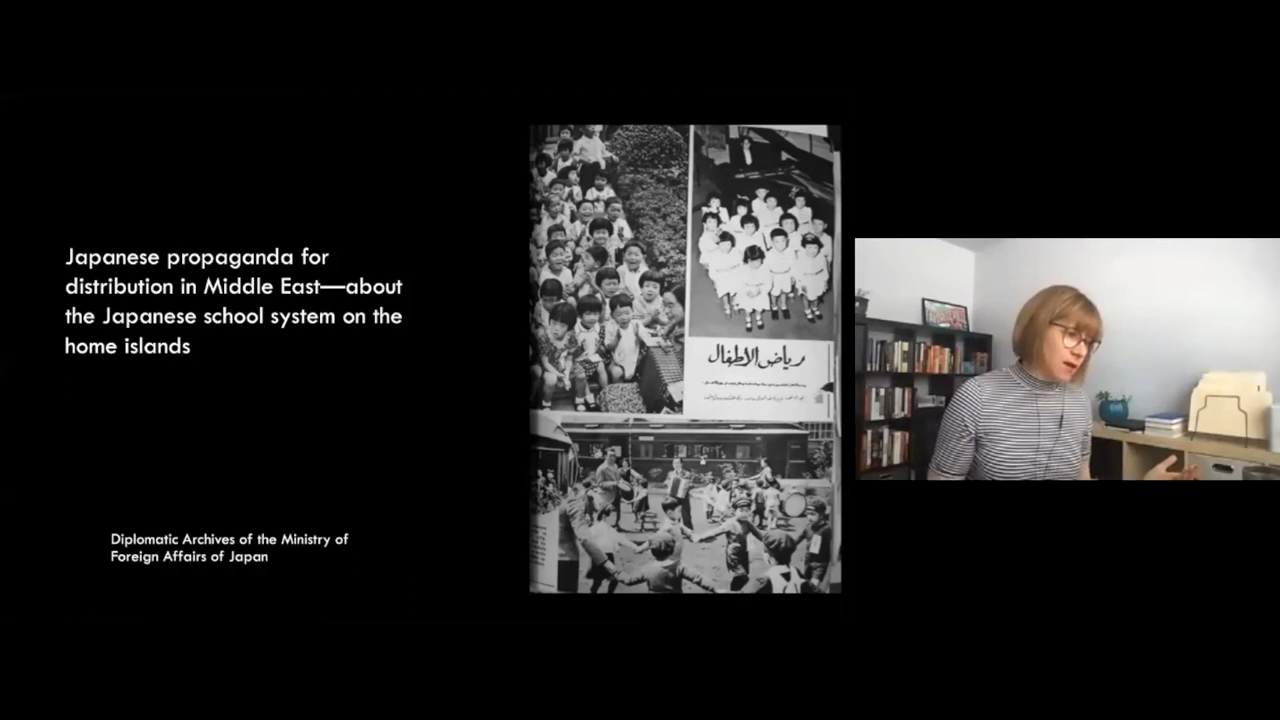 Japanese propaganda for
distribution in Middle East—about
the Japanese school system on the
home islands
رياض الاطفال
Diplomatic Archives of the Ministry of
Foreign Affairs of Japan